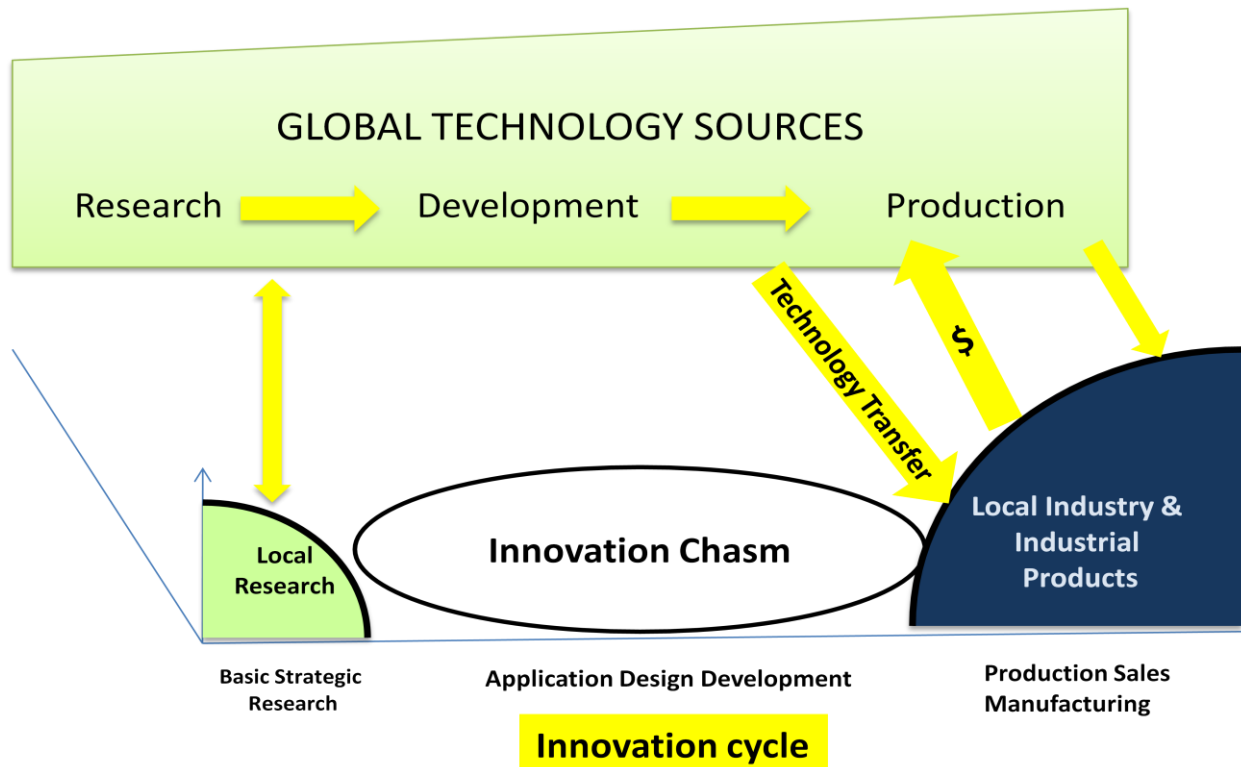 GLOBAL TECHNOLOGY SOURCES
Research
Development
Production
Technology Transfer
$
Local
Research
Innovation Chasm
Local Industry &
Industrial
Products
Basic Strategic
Research
Application Design Development
Production Sales
Manufacturing
Innovation cycle